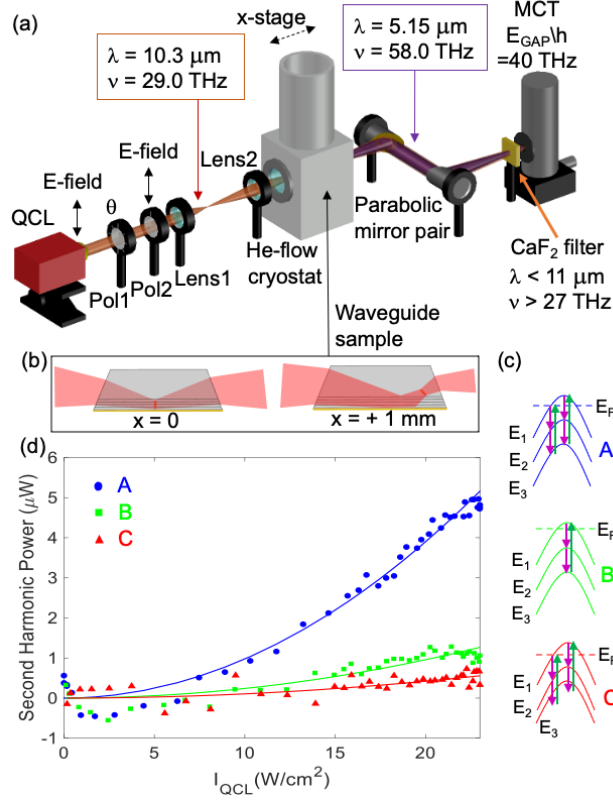 (a)
x-stage
λ = 10.3 μm
ν = 29.0 THz
λ = 5.15 μm
ν = 58.0 THz
MCT
E_GAP\h
=40 THz
E-field
E-field
QCL
θ
Lens2
Pol1
Pol2
Lens1
He-flow
cryostat
Parabolic
mirror pair
CaF₂ filter
λ < 11 μm
ν > 27 THz
Waveguide
sample
(b)
x = 0
x = + 1 mm
(c)
E₁
E₂
E₃
A
E₁
E₂
E₃
B
E₁
E₂
E₃
C
(d)
Second Harmonic Power (μW)
6
5
4
3
2
1
0
-1
A
B
C
0
5
10
15
20
I_QCL(W/cm²)